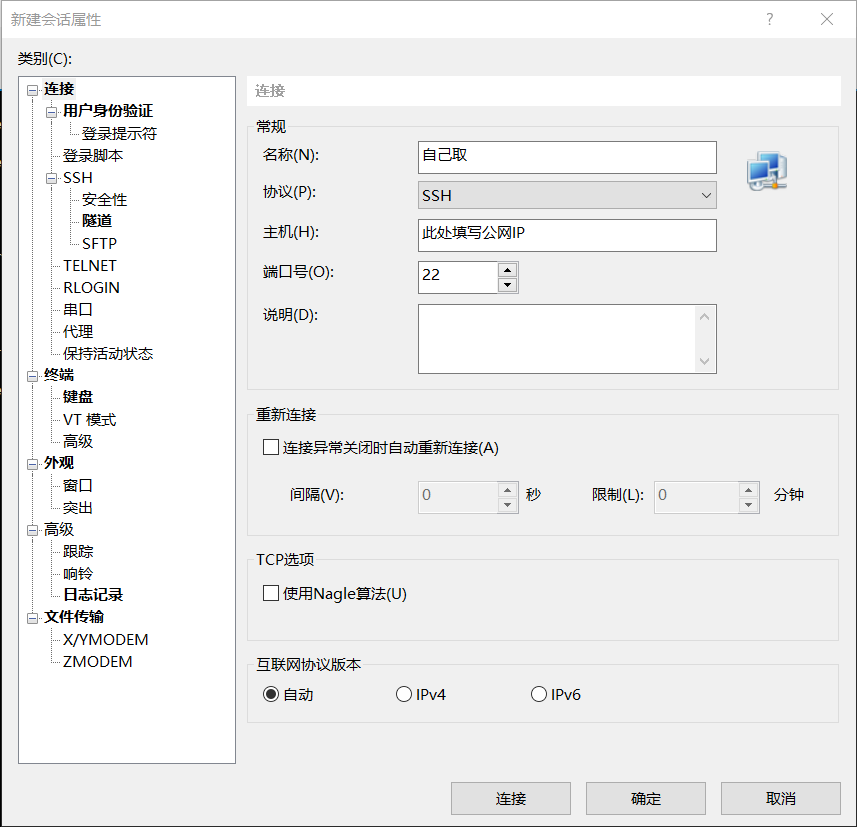 新建会话属性
?
类别(C):
连接
用户身份验证
登录提示符
登录脚本
SSH
安全性
隧道
SFTP
TELNET
RLOGIN
串口
代理
保持活动状态
终端
键盘
VT 模式
高级
外观
窗口
突出
高级
跟踪
响铃
日志记录
文件传输
X/YMODEM
ZMODEM
连接
常规
名称(N): 自己取
协议(P): SSH
主机(H): 此处填写公网IP
端口号(O): 22
说明(D):
重新连接
连接异常关闭时自动重新连接(A)
间隔(V): 0 秒 限制(L): 0 分钟
TCP选项
使用Nagle算法(U)
互联网协议版本
自动 IPv4 IPv6
连接 确定 取消